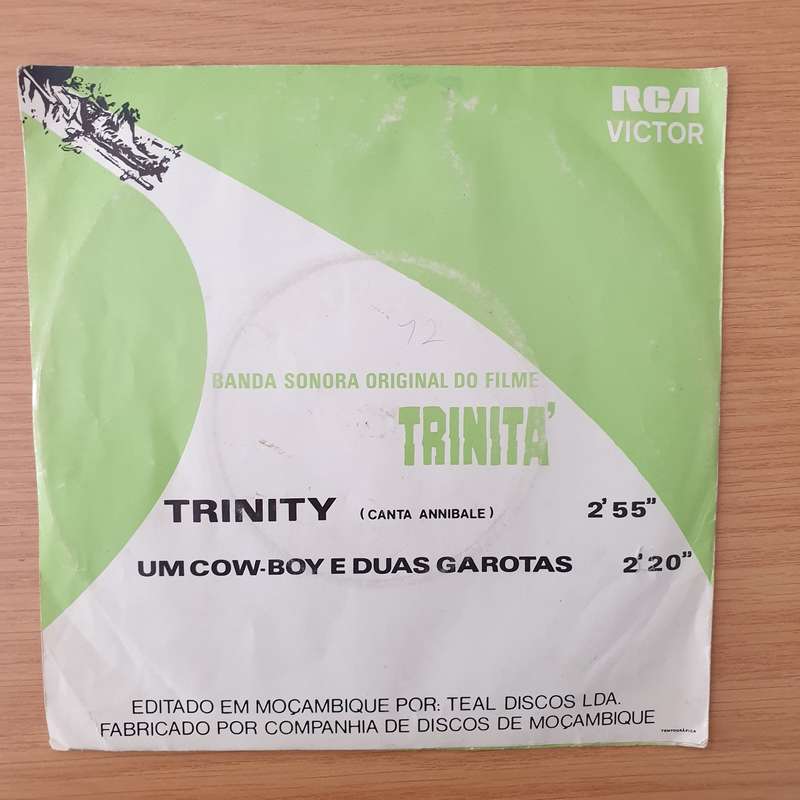 RCA
VICTOR
12
BANDA SONORA ORIGINAL DO FILME
TRINITA'
TRINITY (CANTA ANNIBALE) 2'55"
UM COW-BOY E DUAS GAROTAS 2'20"
EDITADO EM MOÇAMBIQUE POR: TEAL DISCOS LDA.
FABRICADO POR COMPANHIA DE DISCOS DE MOÇAMBIQUE